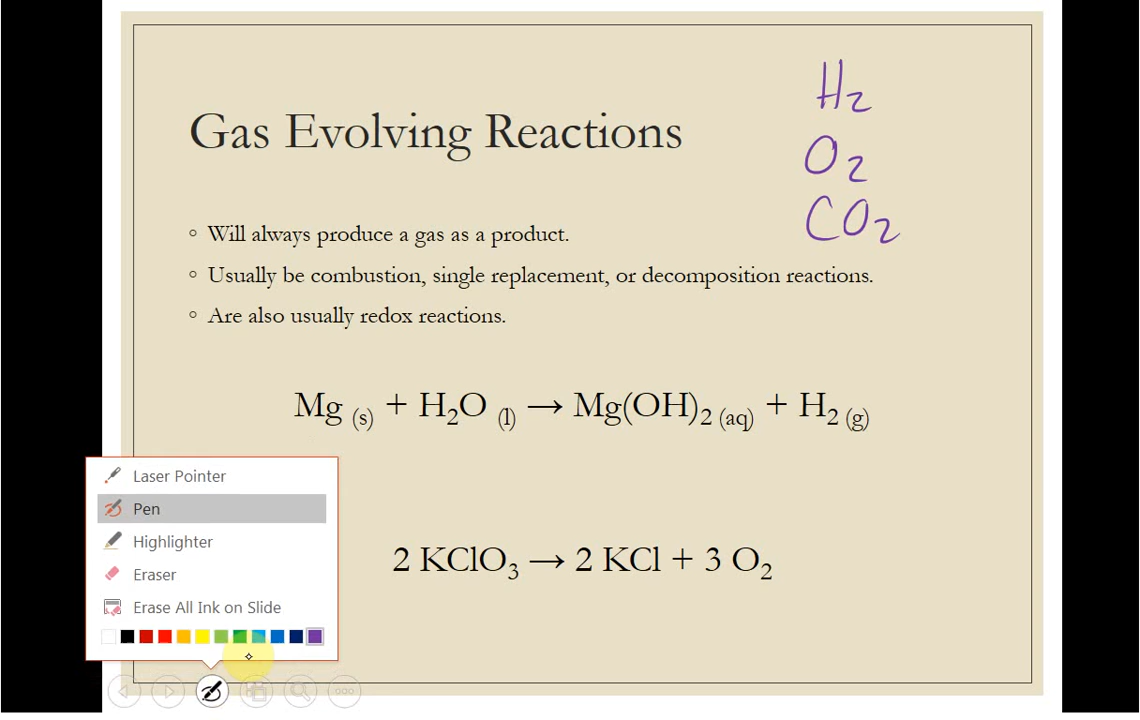 H₂
O₂
CO₂
Gas Evolving Reactions
◦ Will always produce a gas as a product.
◦ Usually be combustion, single replacement, or decomposition reactions.
◦ Are also usually redox reactions.
Mg (s) + H₂O (l) → Mg(OH)₂ (aq) + H₂ (g)
2 KClO₃ → 2 KCl + 3 O₂
Laser Pointer
Pen
Highlighter
Eraser
Erase All Ink on Slide